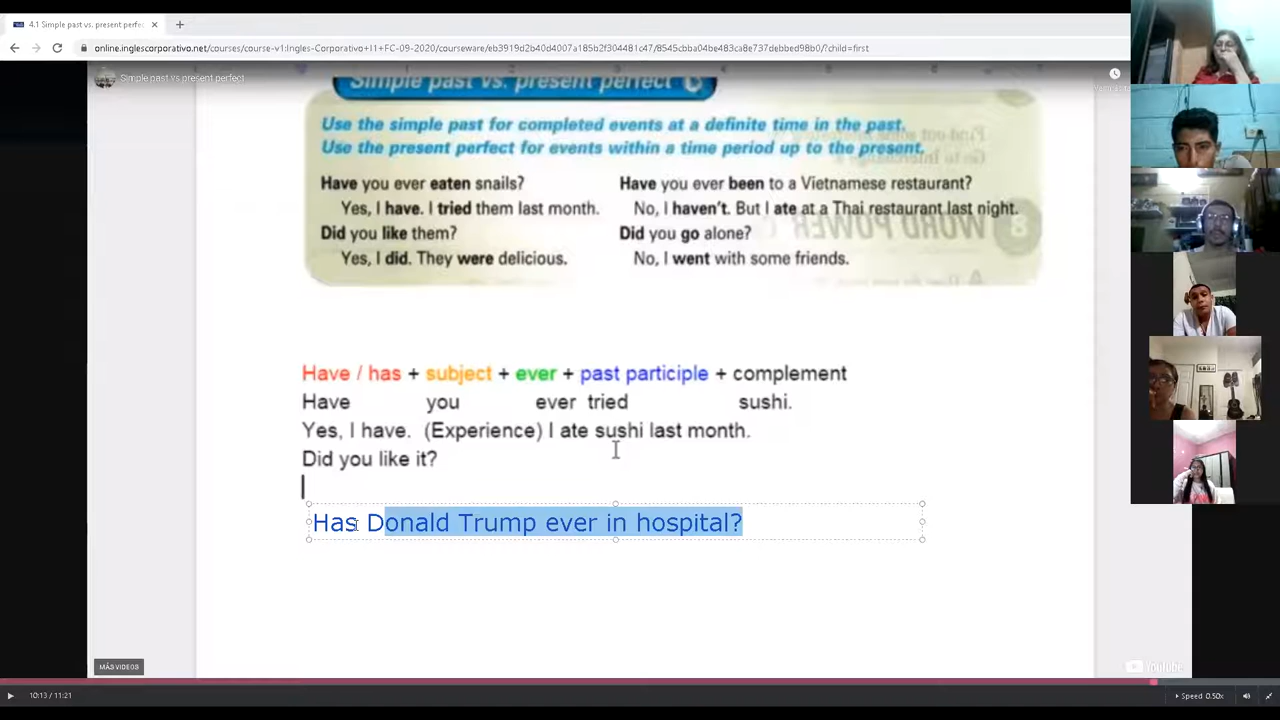 4.1 Simple past vs. present perfec
online.inglescorporativo.net/courses/course-v1:Ingles-Corporativo+I1+FC-09-2020/courseware/eb3919d2b40d4007a185b2f304481c47/8545cbba04be483ca8e737debbed98b0/?child=first
Simple past vs present perfect
Simple past vs. present perfect
Use the simple past for completed events at a definite time in the past.
Use the present perfect for events within a time period up to the present.
Have you ever eaten snails?
Yes, I have. I tried them last month.
Did you like them?
Yes, I did. They were delicious.
Have you ever been to a Vietnamese restaurant?
No, I haven't. But I ate at a Thai restaurant last night.
Did you go alone?
No, I went with some friends.
8 WORD POWER
Have / has + subject + ever + past participle + complement
Have you ever tried sushi.
Yes, I have. (Experience) I ate sushi last month.
Did you like it?
Has Donald Trump ever in hospital?
MÁS VIDEOS
YouTube
10:13 / 11:21
Speed 0.50x